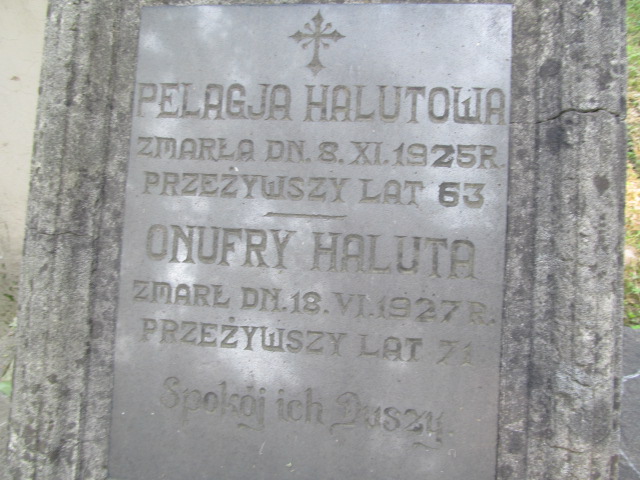 PELAGJA HALUTOWA
ZMARŁA DN. 8. XI. 1925 R.
PRZEŻYWSZY LAT 63
ONUFRY HALUTA
ZMARŁ DN. 18. VI. 1927 R.
PRZEŻYWSZY LAT 71
Spokój ich Duszy.